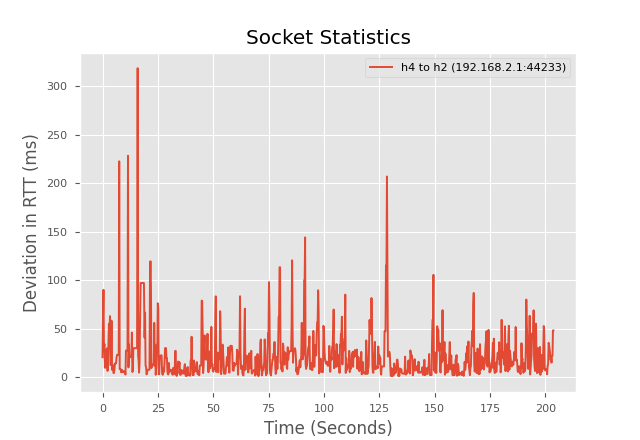 Socket Statistics
h4 to h2 (192.168.2.1:44233)
Deviation in RTT (ms)
300
250
200
150
100
50
0
0 25 50 75 100 125 150 175 200
Time (Seconds)